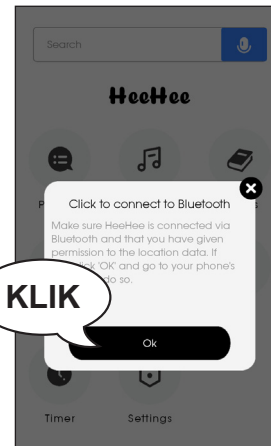 Search
HeeHee
P
Click to connect to Bluetooth
Make sure HeeHee is connected via
Bluetooth and that you have given
permission to the location data. If
click 'OK' and go to your phone's
do so.
KLIK
Ok
Timer Settings